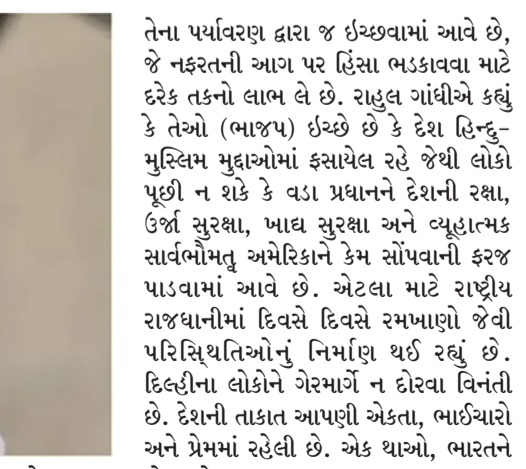 તેના પર્યાવરણ દ્વારા જ ઇચ્છવામાં આવે છે,
જે નફરતની આગ પર હિંસા ભડકાવવા માટે
દરેક તકનો લાભ લે છે. રાહુલ ગાંધીએ કહ્યું
કે તેઓ (ભાજપ) ઇચ્છે છે કે દેશ હિન્દુ-
મુસ્લિમ મુદ્દાઓમાં ફસાયેલ રહે જેથી લોકો
પૂછી ન શકે કે વડા પ્રધાનને દેશની રક્ષા,
ઉર્જા સુરક્ષા, ખાદ્ય સુરક્ષા અને વ્યૂહાત્મક
સાર્વભૌમતૃ અમેરિકાને કેમ સોંપવાની ફરજ
પાડવામાં આવે છે. એટલા માટે રાષ્ટ્રીય
રાજધાનીમાં દિવસે દિવસે રમખાણો જેવી
પરિસ્થિતિઓનું નિર્માણ થઈ રહ્યું છે.
દિલ્હીના લોકોને ગેરમાર્ગે ન દોરવા વિનંતી
છે. દેશની તાકાત આપણી એકતા, ભાઈચારો
અને પ્રેમમાં રહેલી છે. એક થાઓ, ભારતને